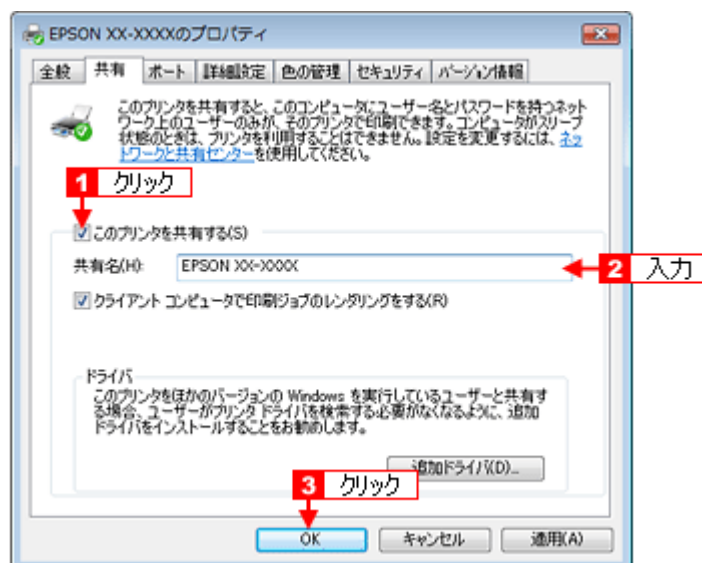 EPSON XX-XXXXのプロパティ
全般 共有 ポート 詳細設定 色の管理 セキュリティ バージョン情報
このプリンタを共有すると、このコンピュータにユーザー名とパスワードを持つネット
ワーク上のユーザーのみが、そのプリンタで印刷できます。コンピュータがスリープ
状態のときは、プリンタを利用することはできません。設定を変更するには、ネッ
トワークと共有センターを使用してください。
1 クリック
このプリンタを共有する(S)
共有名(H): EPSON XX-XXXX
2 入力
クライアント コンピュータで印刷ジョブのレンダリングをする(R)
ドライバ
このプリンタをほかのバージョンの Windows を実行しているユーザーと共有す
る場合、ユーザーがプリンタ ドライバを検索する必要がなくなるように、追加
ドライバをインストールすることをお勧めします。
追加ドライバ(D)...
3 クリック
OK キャンセル 適用(A)